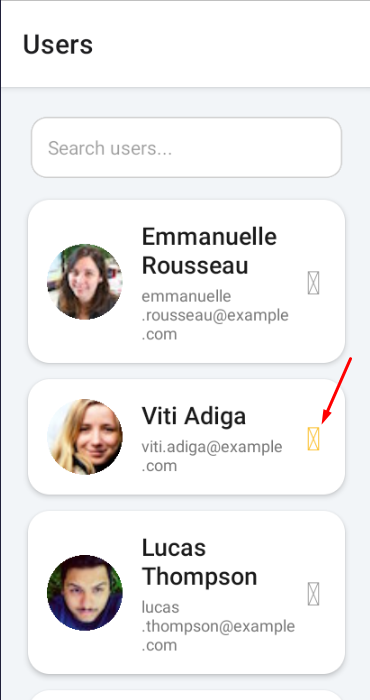 Users
Search users...
Emmanuelle
Rousseau
emmanuelle
.rousseau@example
.com
Viti Adiga
viti.adiga@example
.com
Lucas
Thompson
lucas
.thompson@example
.com